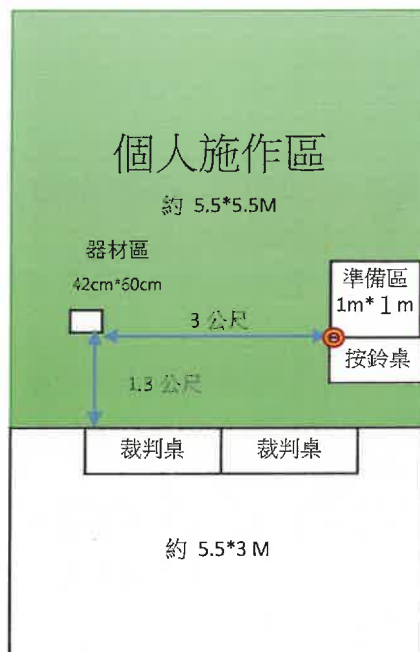 個人施作區
約 5.5*5.5M
器材區
42cm*60cm
準備區
1m*1m
3 公尺
按鈴桌
1.3 公尺
裁判桌
裁判桌
約 5.5*3 M